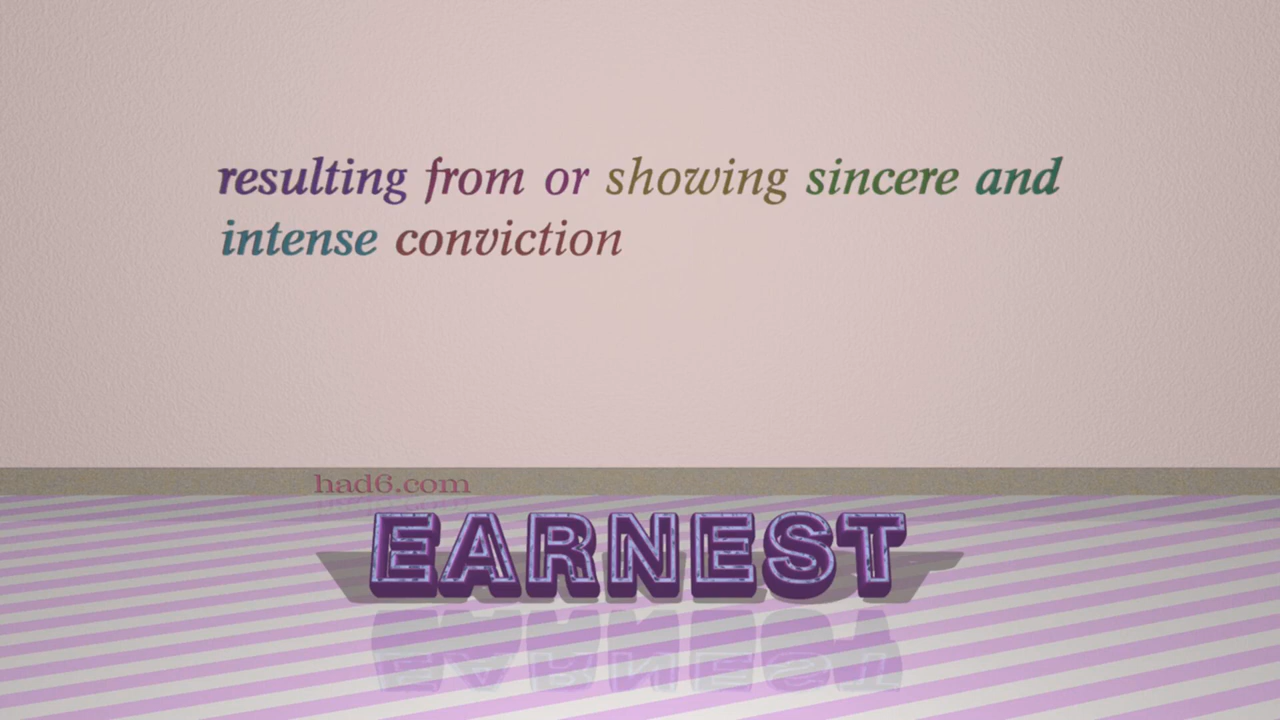 resulting from or showing sincere and
intense conviction
had6.com
EARNEST